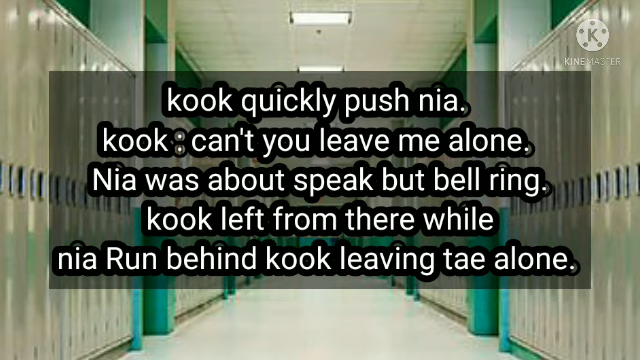 KINEMASTER
kook quickly push nia.
kook : can't you leave me alone.
Nia was about speak but bell ring.
kook left from there while
nia Run behind kook leaving tae alone.